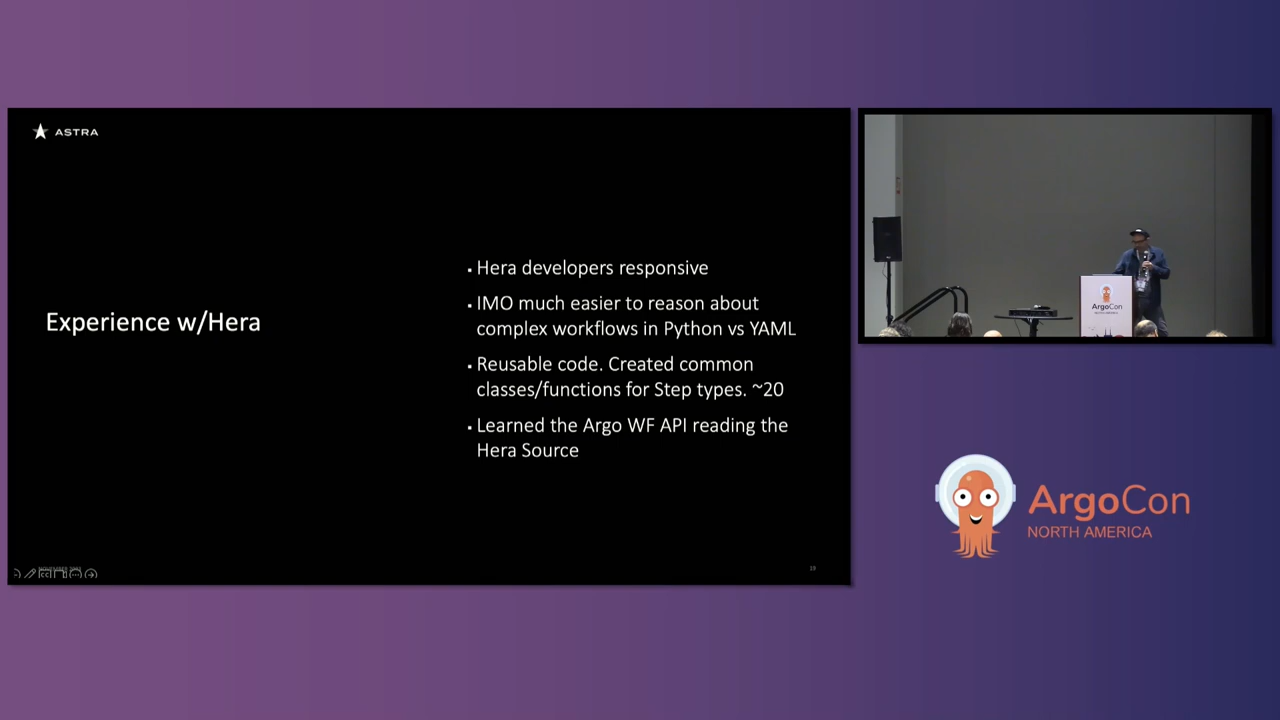 ASTRA
Experience w/Hera
Hera developers responsive
IMO much easier to reason about
complex workflows in Python vs YAML
Reusable code. Created common
classes/functions for Step types. ~20
Learned the Argo WF API reading the
Hera Source
19
ArgoCon
ArgoCon
NORTH AMERICA